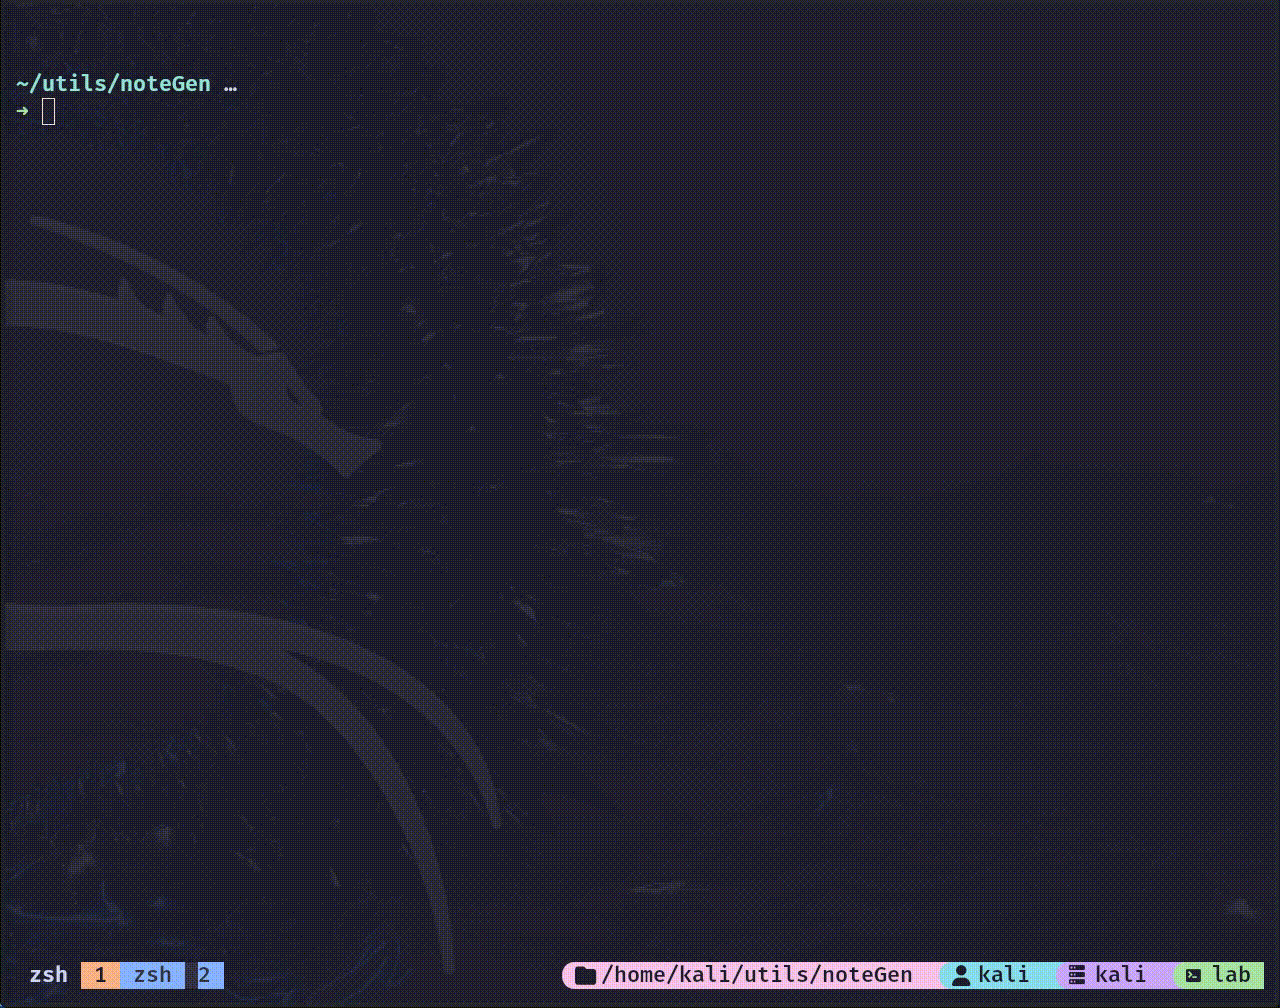 ~/utils/noteGen …
➜
zsh 1 zsh 2 /home/kali/utils/noteGen kali kali lab